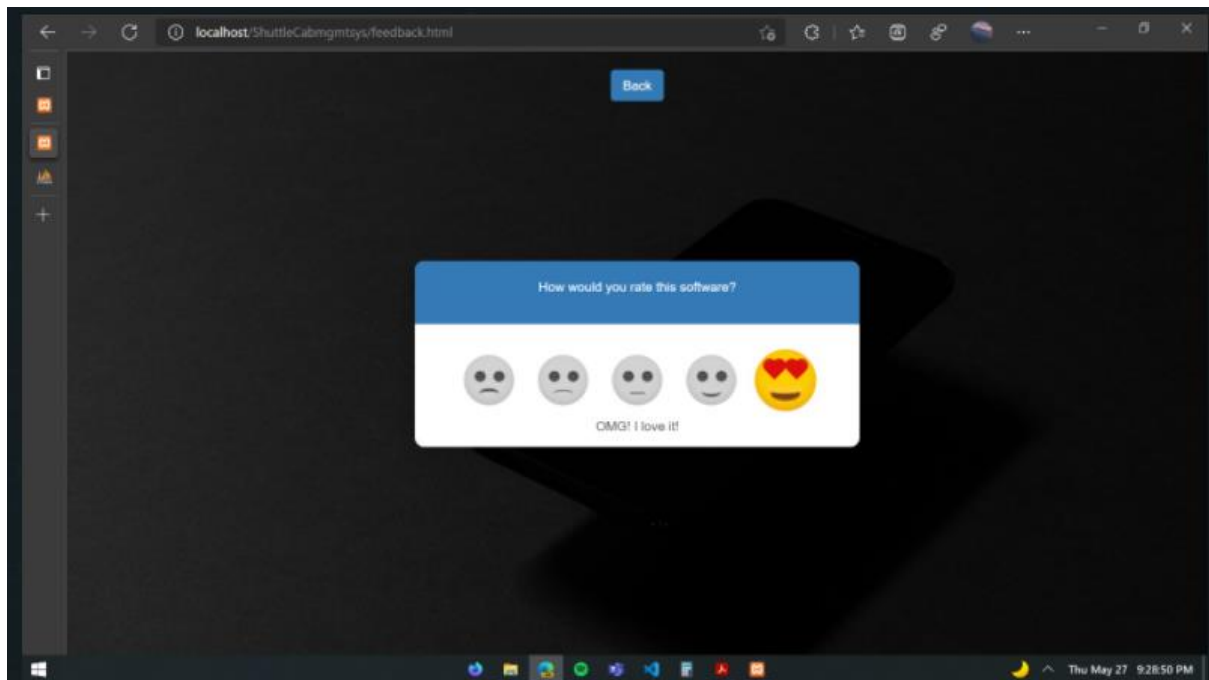 localhost/ShuttleCabmgmtsys/feedback.html
Back
How would you rate this software?
OMG! I love it!
Thu May 27 9:28:50 PM